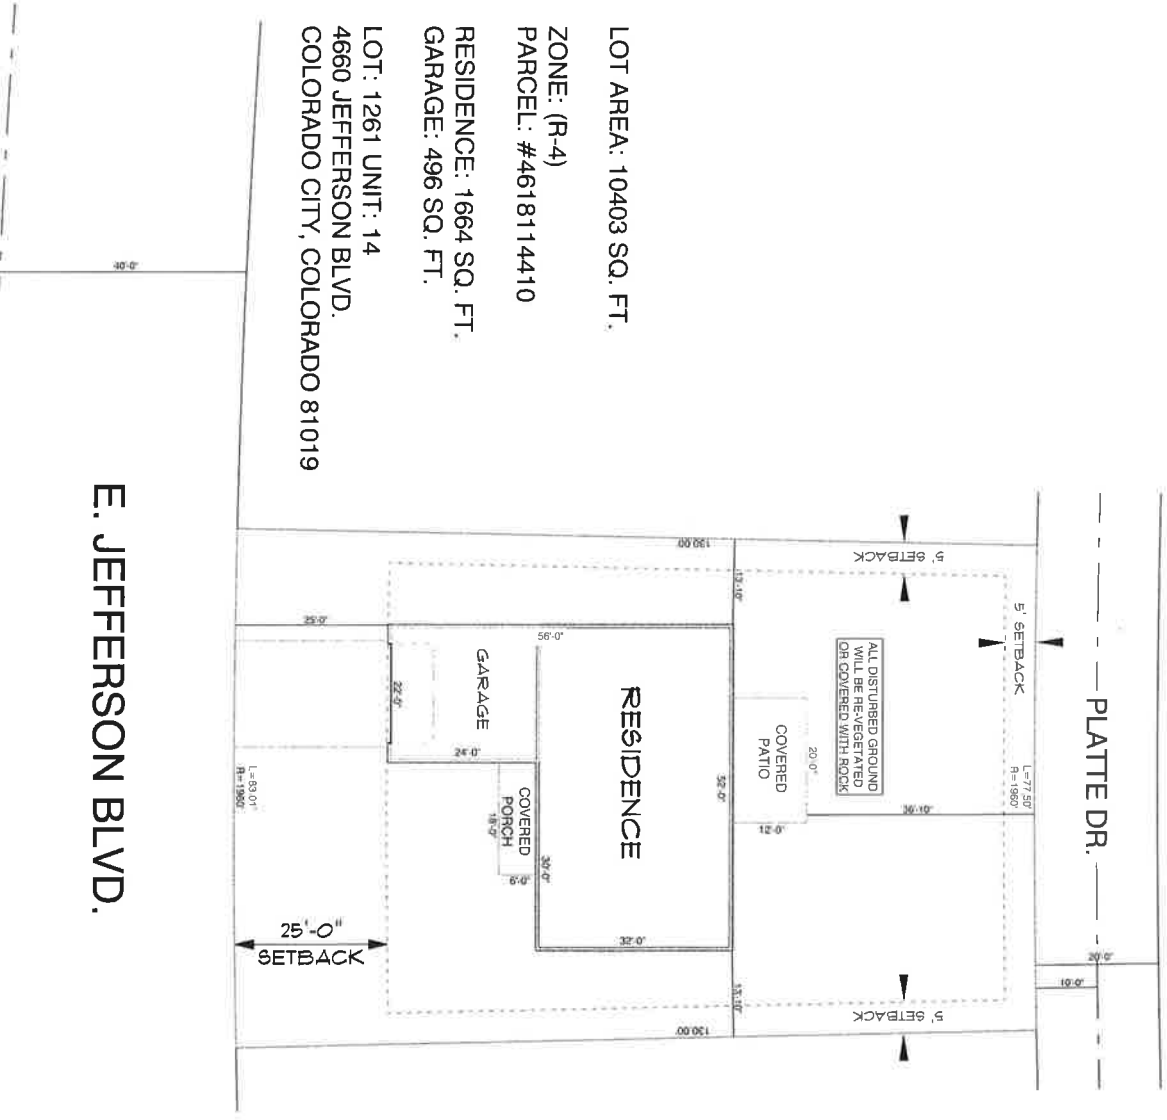 LOT AREA: 10403 SQ. FT.
ZONE: (R-4)
PARCEL: #4618114410
RESIDENCE: 1664 SQ. FT.
GARAGE: 496 SQ. FT.
LOT: 1261 UNIT: 14
4660 JEFFERSON BLVD.
COLORADO CITY, COLORADO 81019
PLATTE DR.
20'-0"
10'-0"
5' SETBACK
L=77.50'
R=1960'
5' SETBACK
5' SETBACK
ALL DISTURBED GROUND
WILL BE RE-VEGETATED
OR COVERED WITH ROCK
36'-10"
20'-0"
COVERED
PATIO
12'-0"
130.00'
13'-10"
13'-10"
130.00'
52'-0"
RESIDENCE
56'-0"
32'-0"
30'-0"
GARAGE
24'-0"
22'-0"
COVERED
PORCH
18'-0"
6'-0"
25'-0"
25'-0"
SETBACK
L=83.01'
R=1960'
40'-0"
E. JEFFERSON BLVD.